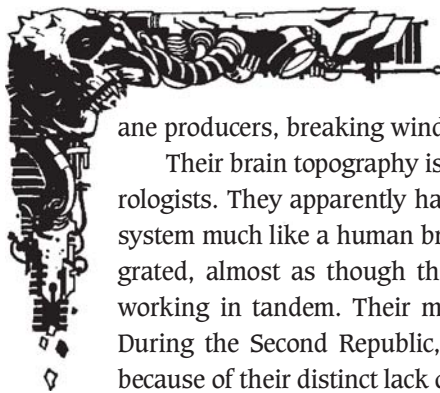 ane producers, breaking wind
Their brain topography is
rologists. They apparently ha
system much like a human br
grated, almost as though th
working in tandem. Their m
During the Second Republic,
because of their distinct lack